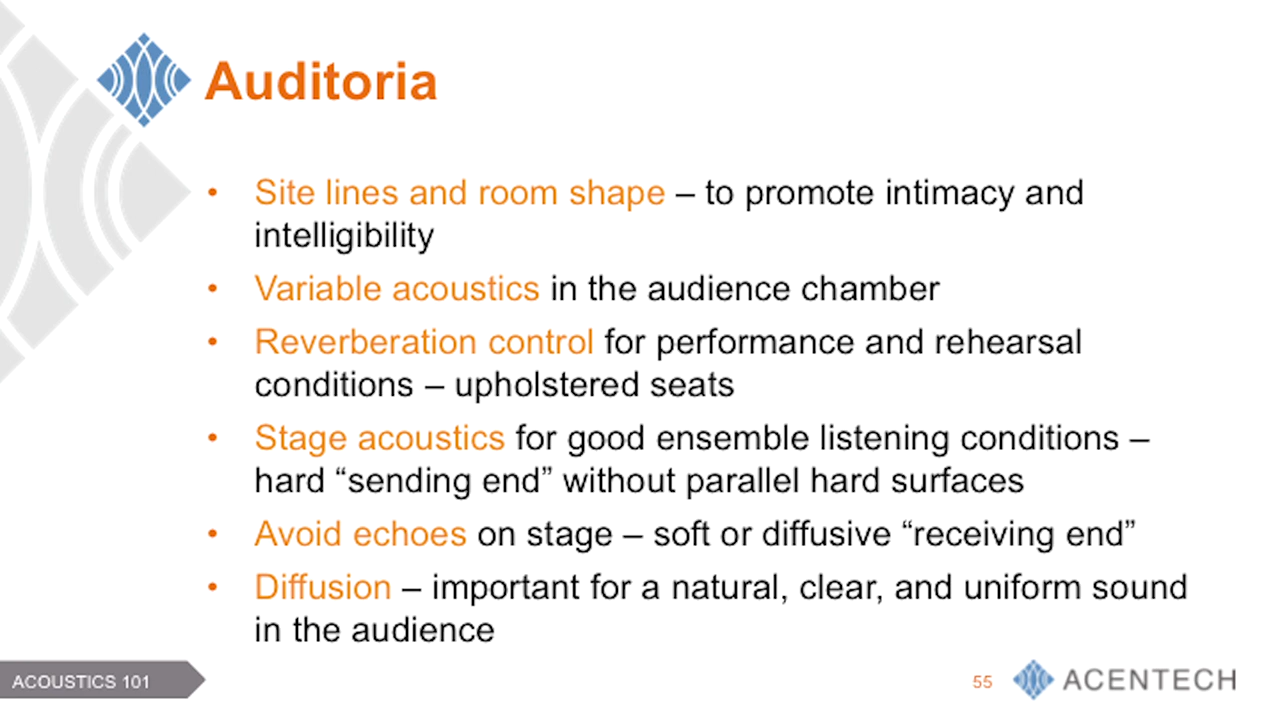 Auditoria
• Site lines and room shape – to promote intimacy and
intelligibility
• Variable acoustics in the audience chamber
• Reverberation control for performance and rehearsal
conditions – upholstered seats
• Stage acoustics for good ensemble listening conditions –
hard “sending end” without parallel hard surfaces
• Avoid echoes on stage – soft or diffusive “receiving end”
• Diffusion – important for a natural, clear, and uniform sound
in the audience
ACOUSTICS 101
55
ACENTECH